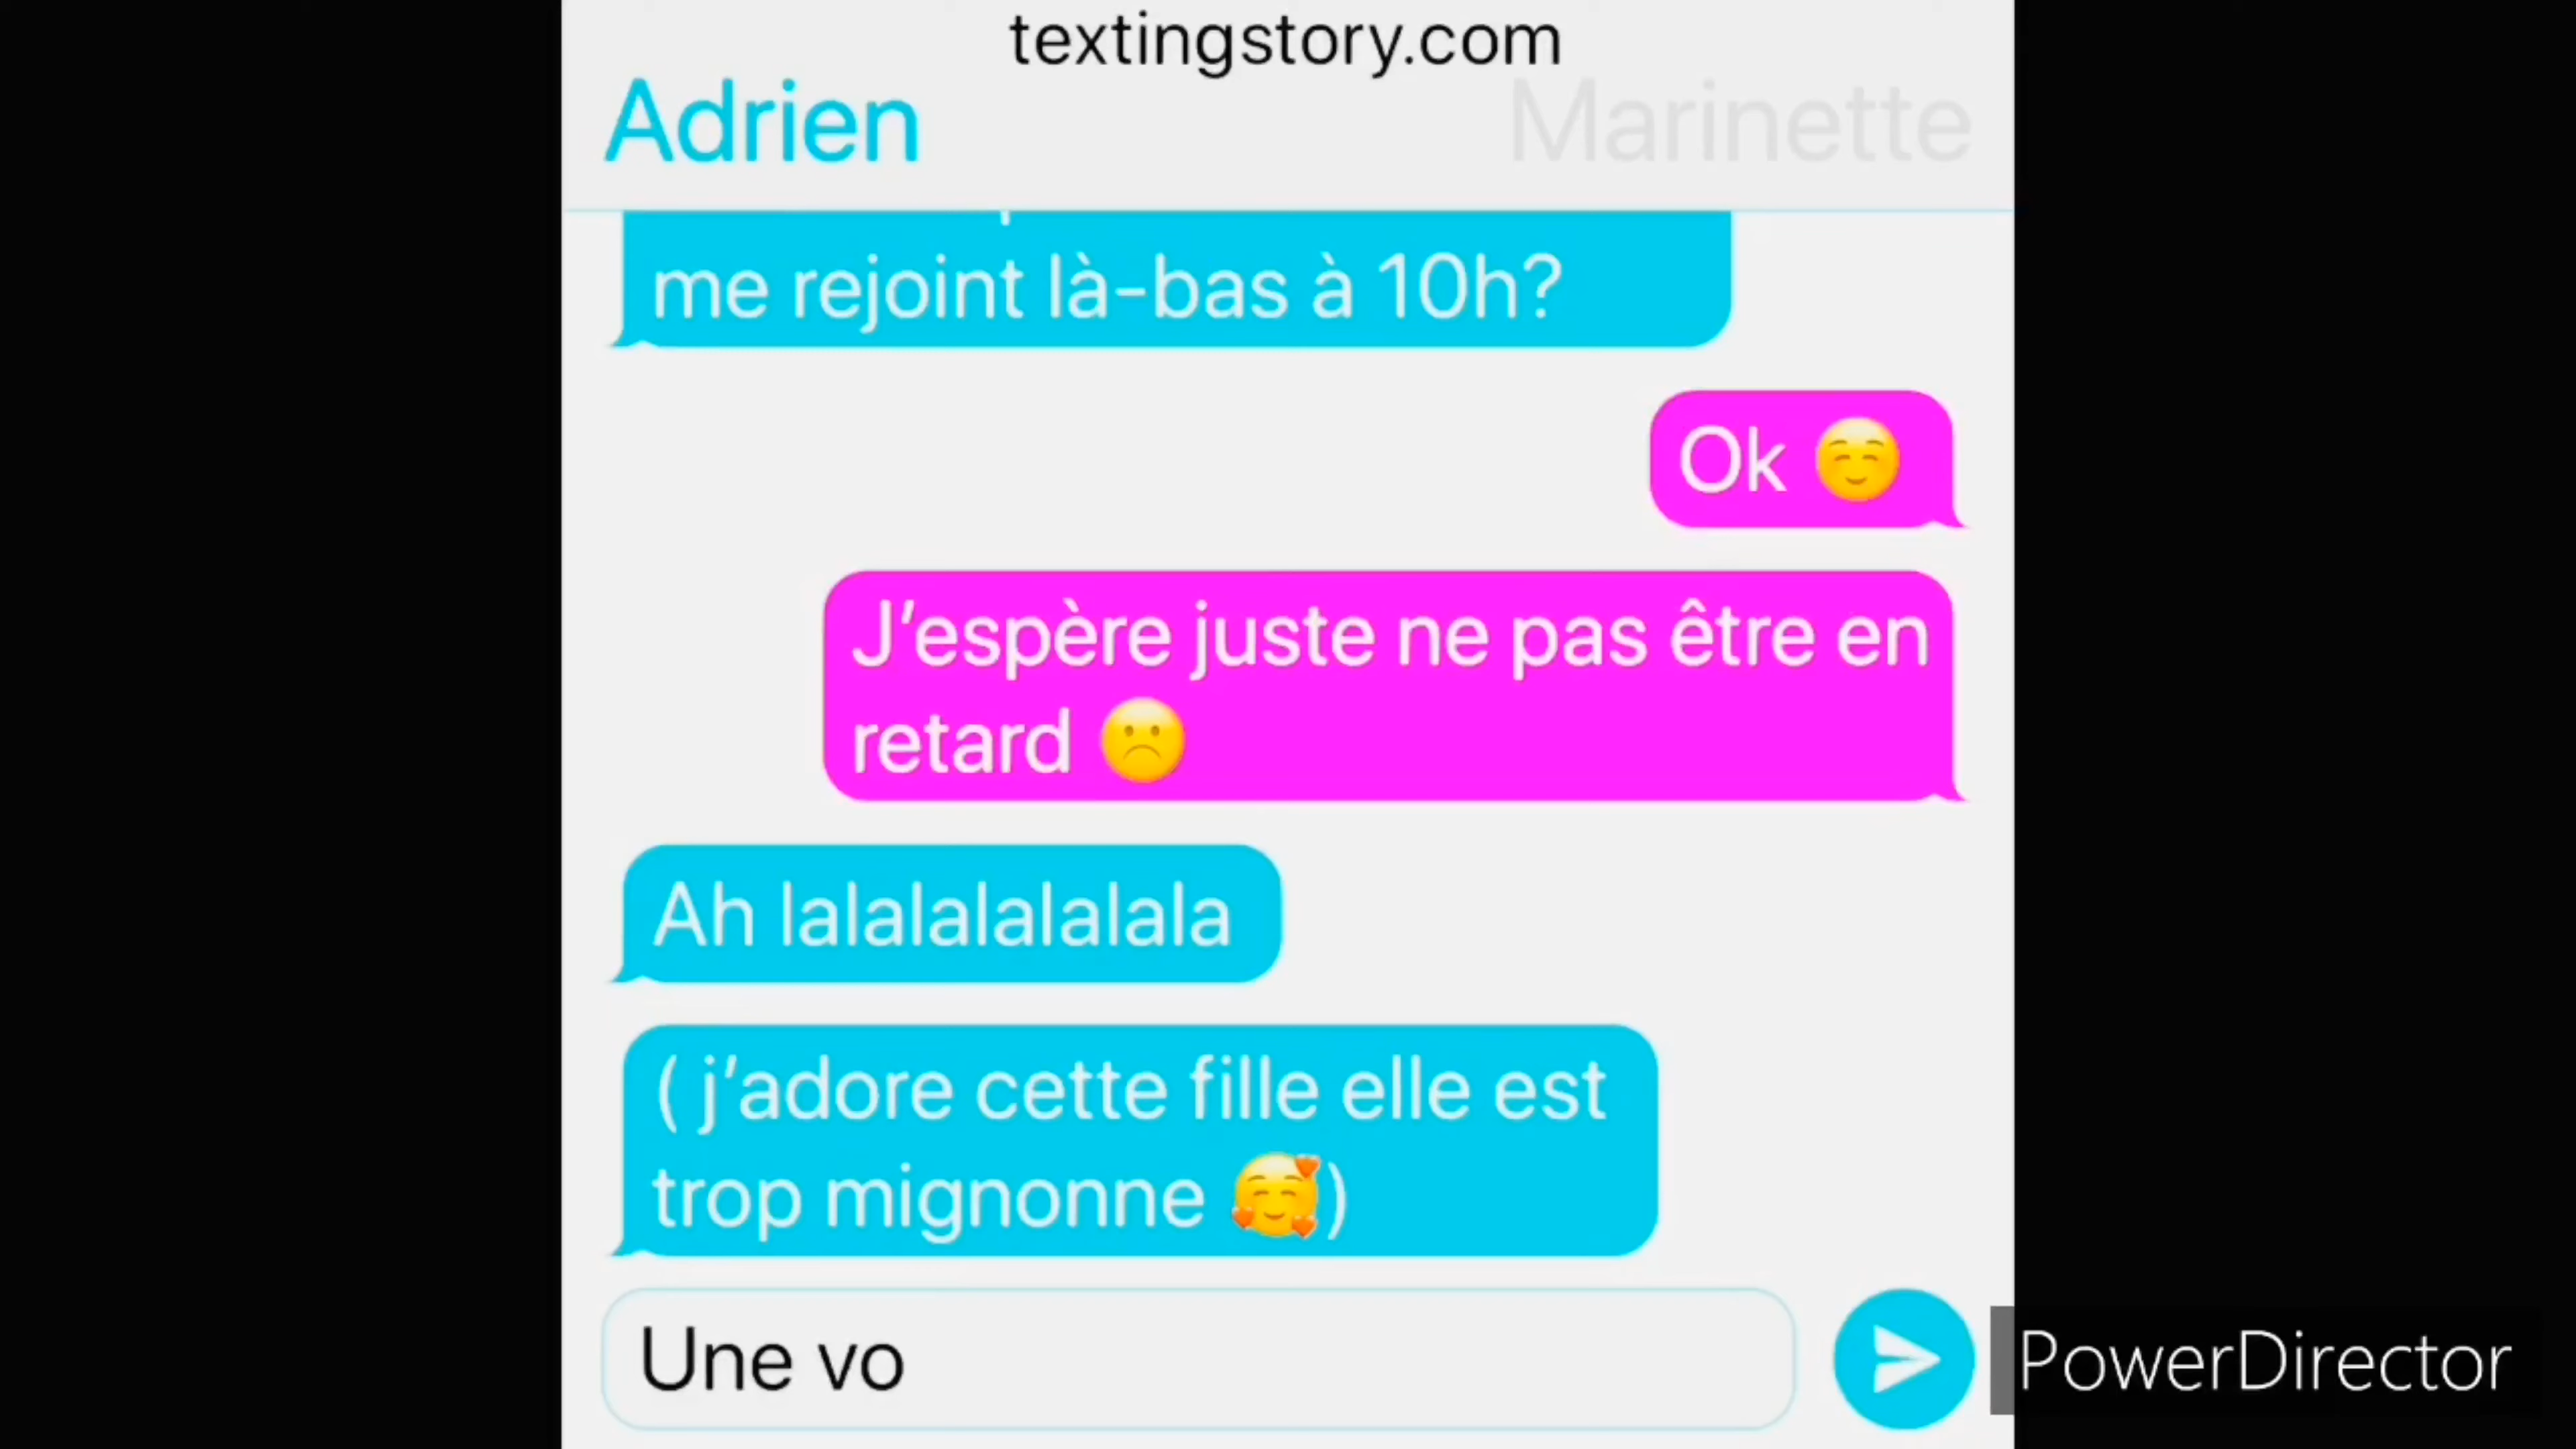 textingstory.com
Adrien
Marinette
me rejoint là-bas à 10h?
Ok ☺️
J'espère juste ne pas être en
retard 🙁
Ah lalalalalalala
( j'adore cette fille elle est
trop mignonne 🥰)
Une vo
PowerDirector